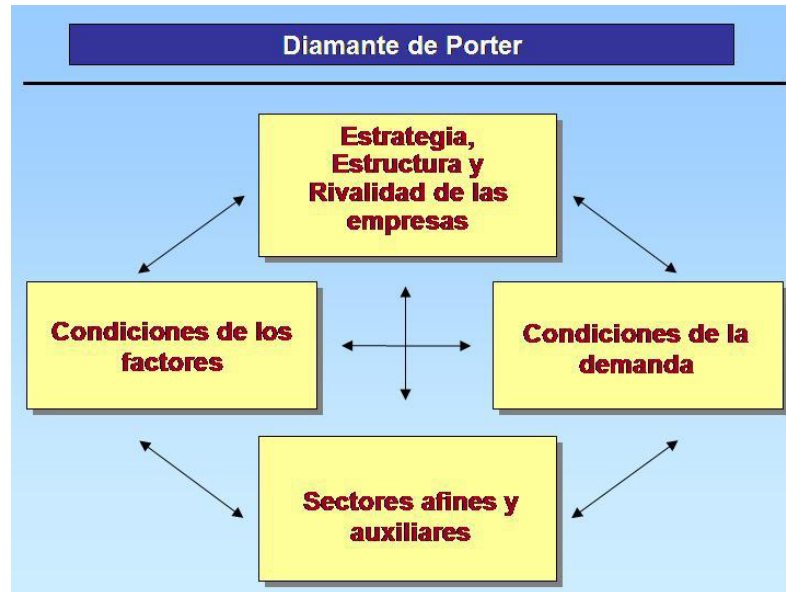 Diamante de Porter
Estrategia,
Estructura y
Rivalidad de las
empresas
Condiciones de los
factores
Condiciones de la
demanda
Sectores afines y
auxiliares